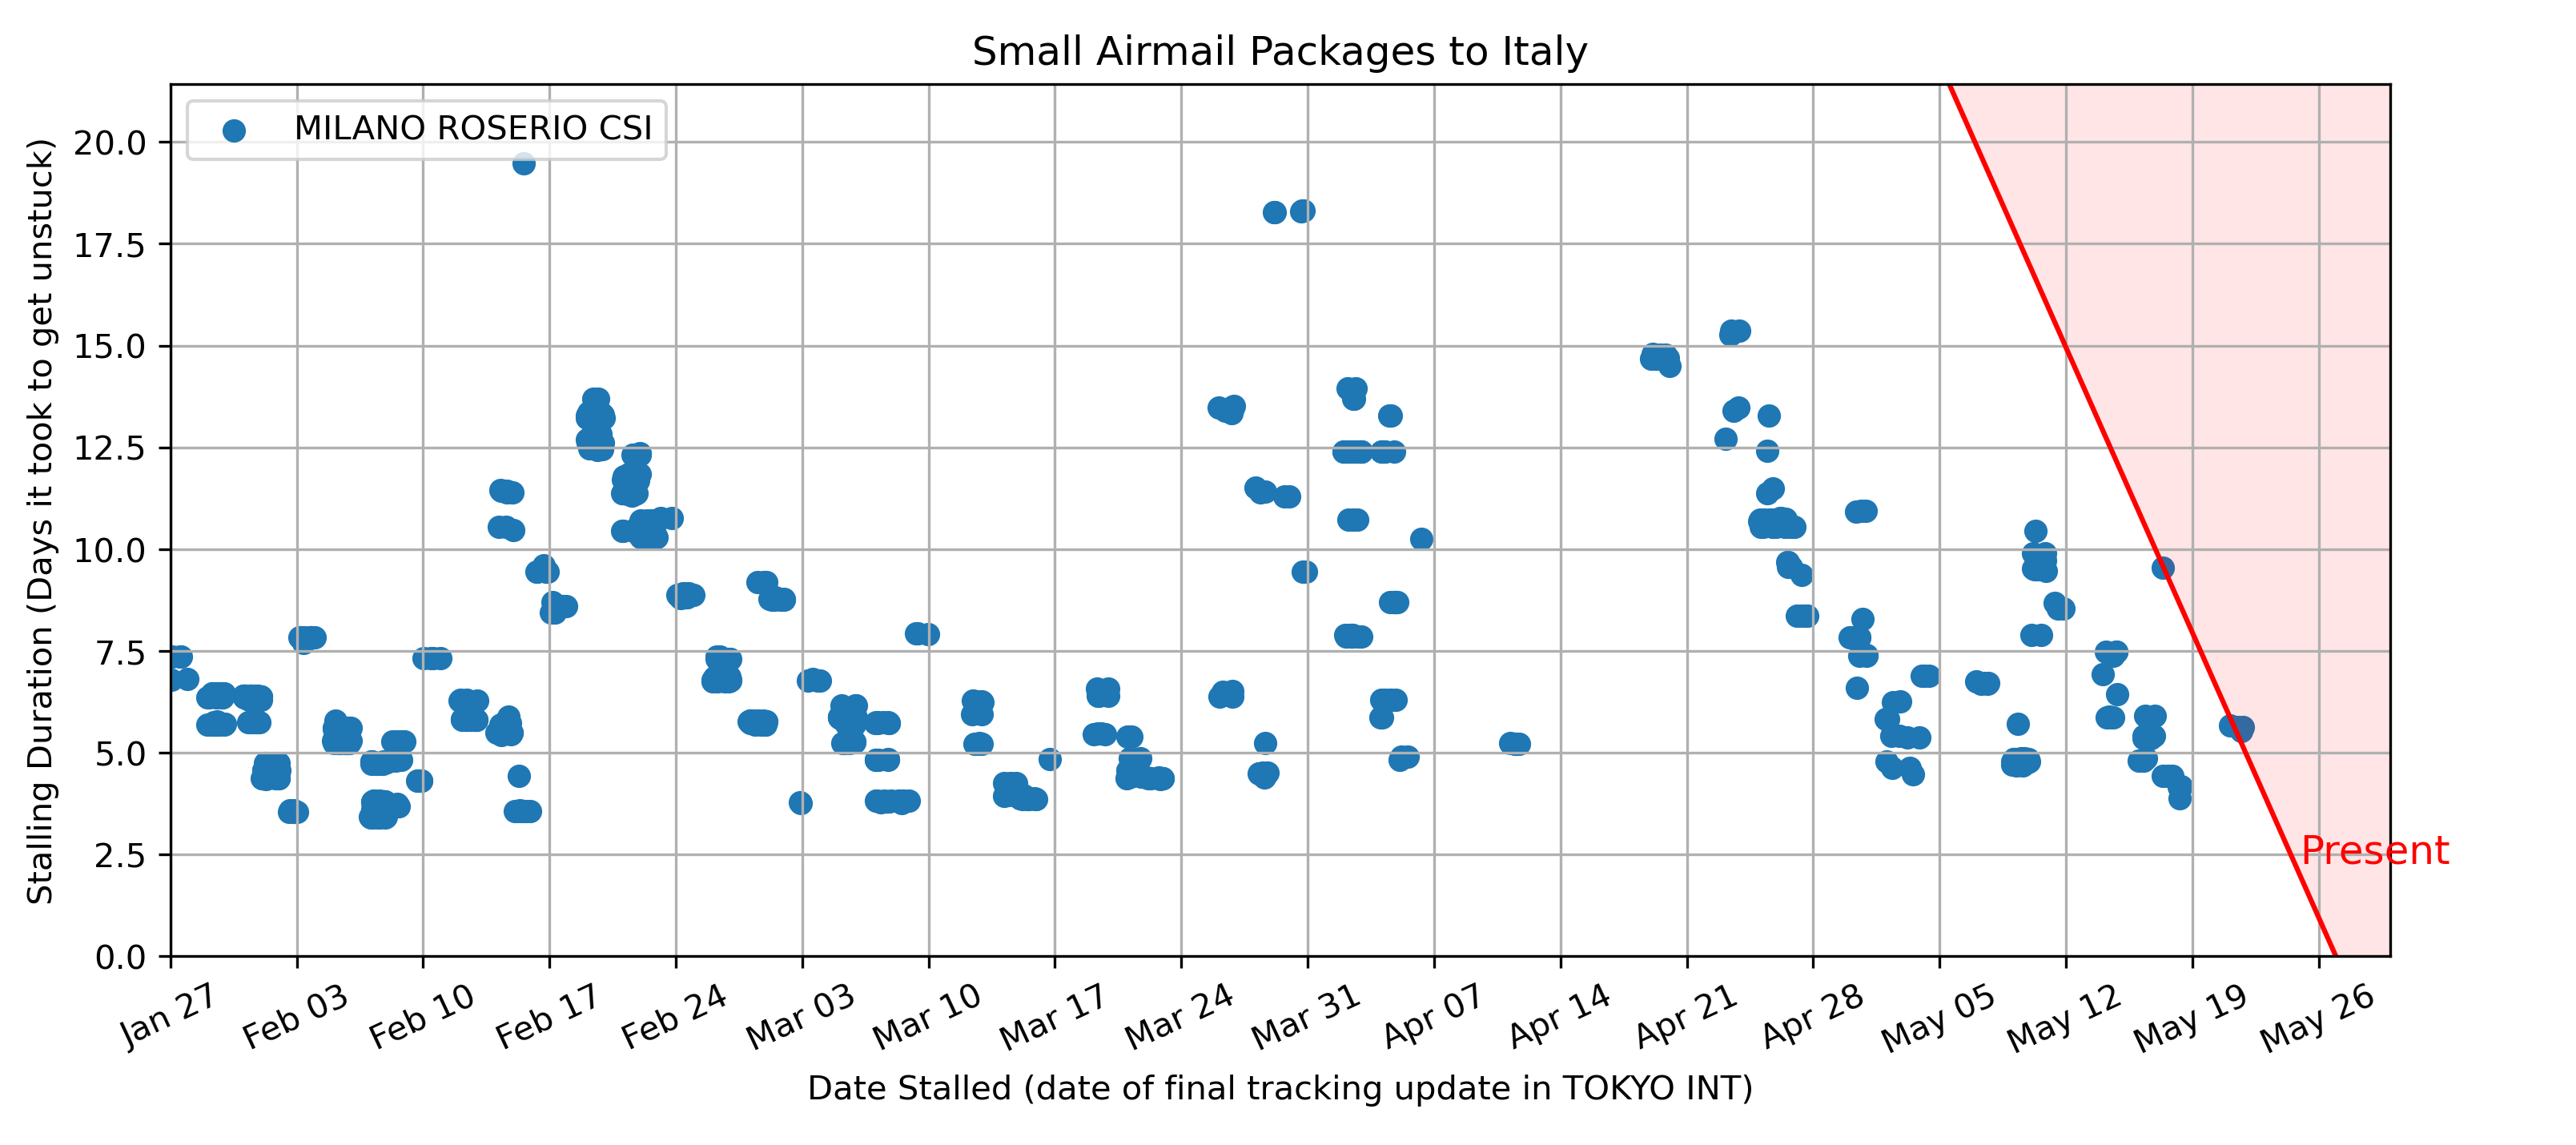 Small Airmail Packages to Italy
MILANO ROSERIO CSI
Stalling Duration (Days it took to get unstuck)
20.0
17.5
15.0
12.5
10.0
7.5
5.0
2.5
0.0
Present
Jan 27
Feb 03
Feb 10
Feb 17
Feb 24
Mar 03
Mar 10
Mar 17
Mar 24
Mar 31
Apr 07
Apr 14
Apr 21
Apr 28
May 05
May 12
May 19
May 26
Date Stalled (date of final tracking update in TOKYO INT)